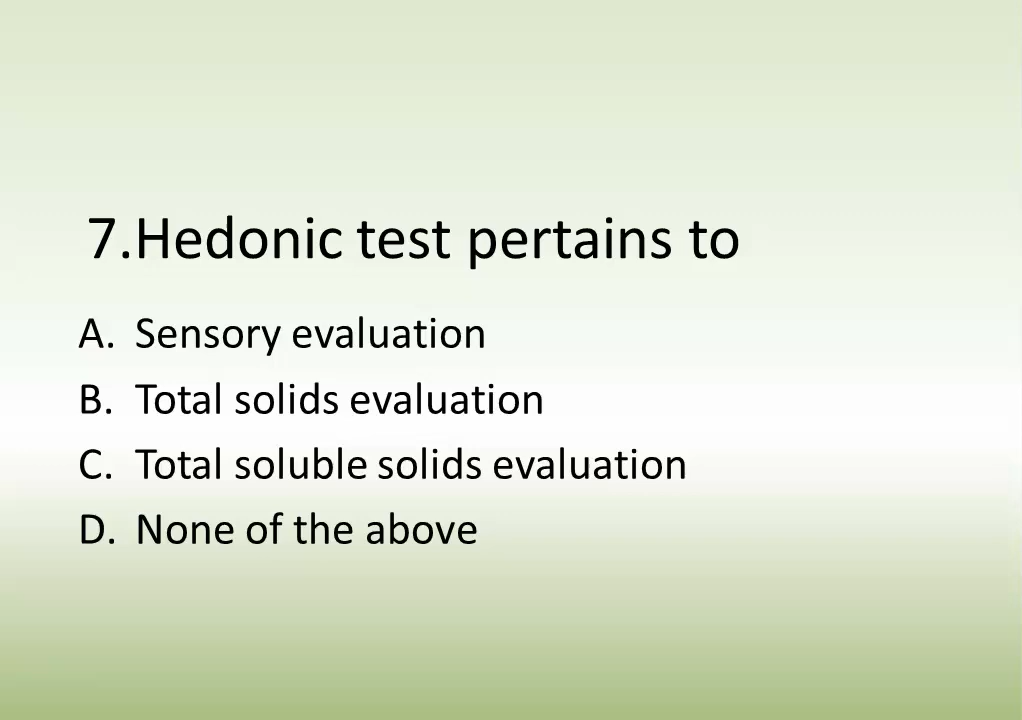 7.Hedonic test pertains to
A. Sensory evaluation
B. Total solids evaluation
C. Total soluble solids evaluation
D. None of the above